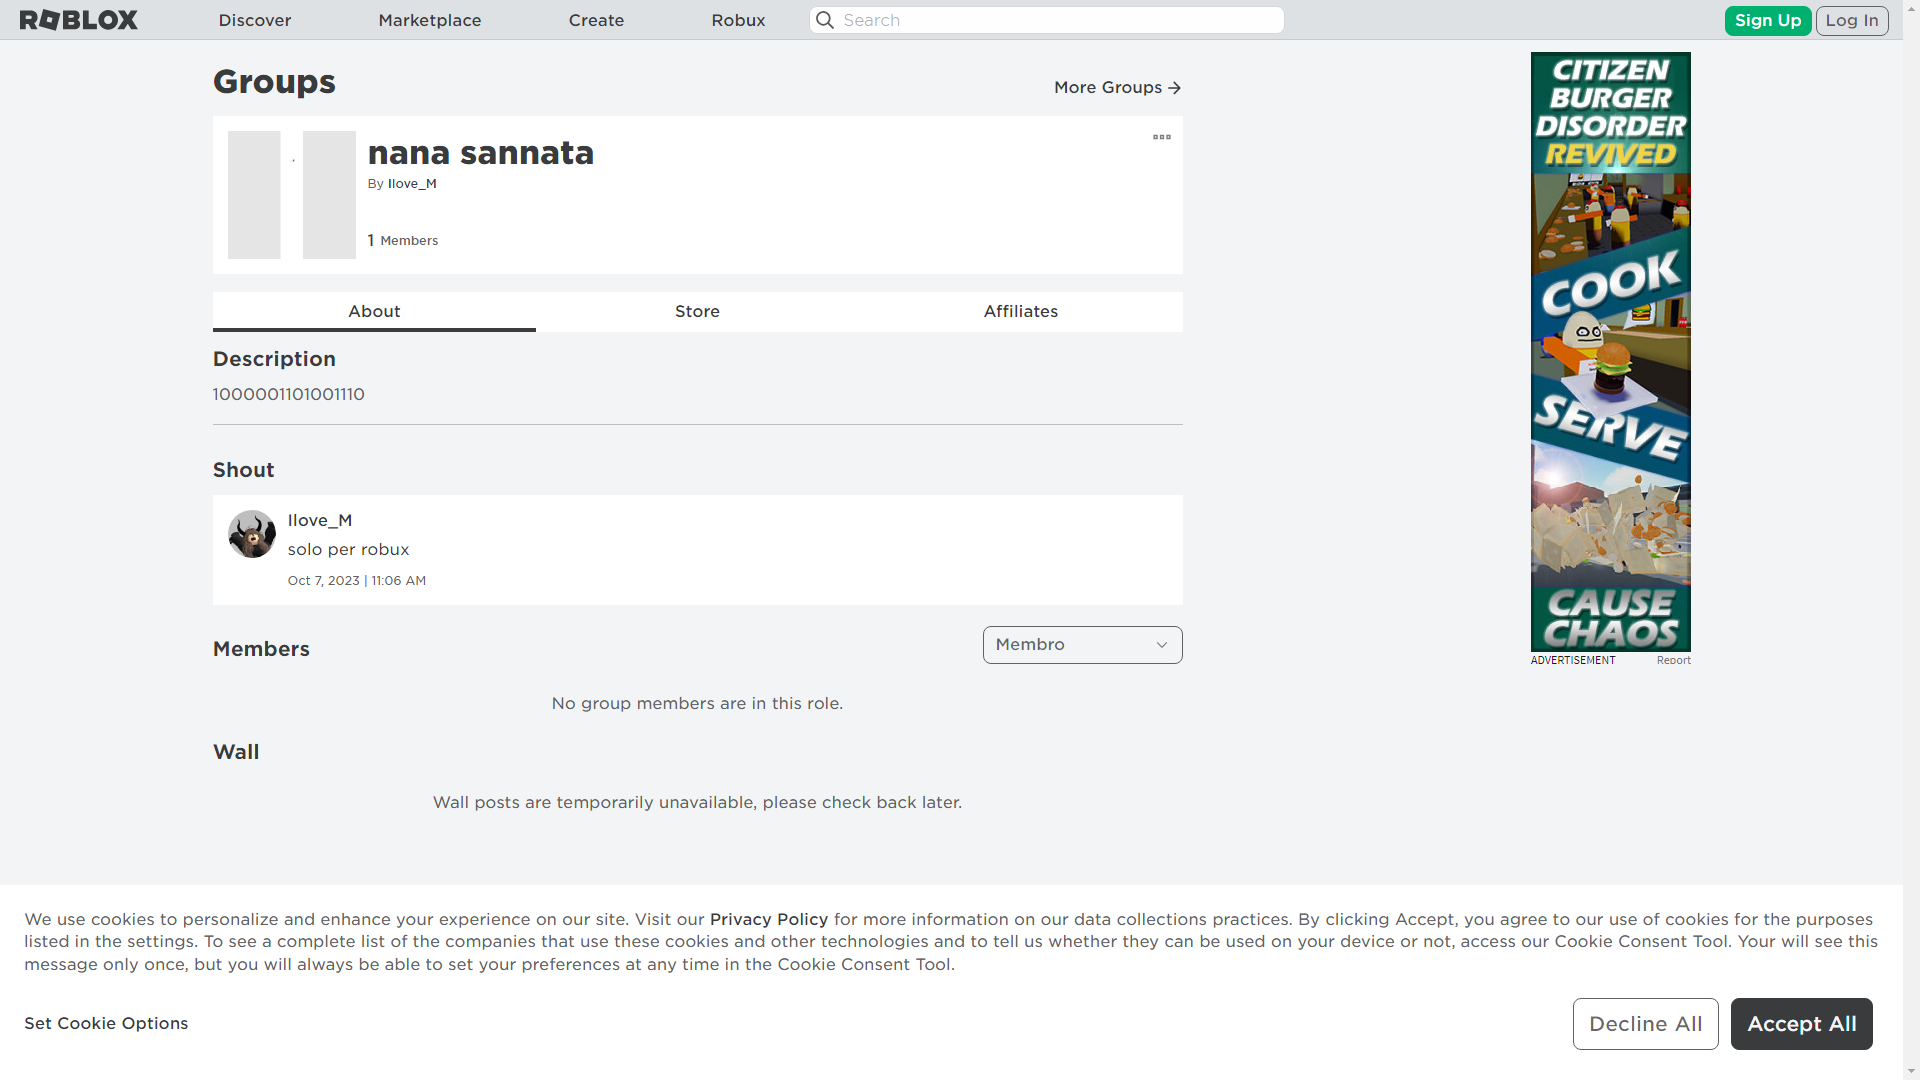 ROBLOX
Discover
Marketplace
Create
Robux
Search
Sign Up
Log In
Groups
More Groups
nana sannata
By Ilove_M
1 Members
About
Store
Affiliates
Description
1000001101001110
Shout
Ilove_M
solo per robux
Oct 7, 2023 | 11:06 AM
Members
Membro
No group members are in this role.
Wall
Wall posts are temporarily unavailable, please check back later.
CITIZEN
BURGER
DISORDER
REVIVED
COOK
SERVE
CAUSE
CHAOS
ADVERTISEMENT
Report
We use cookies to personalize and enhance your experience on our site. Visit our Privacy Policy for more information on our data collections practices. By clicking Accept, you agree to our use of cookies for the purposes
listed in the settings. To see a complete list of the companies that use these cookies and other technologies and to tell us whether they can be used on your device or not, access our Cookie Consent Tool. Your will see this
message only once, but you will always be able to set your preferences at any time in the Cookie Consent Tool.
Set Cookie Options
Decline All
Accept All